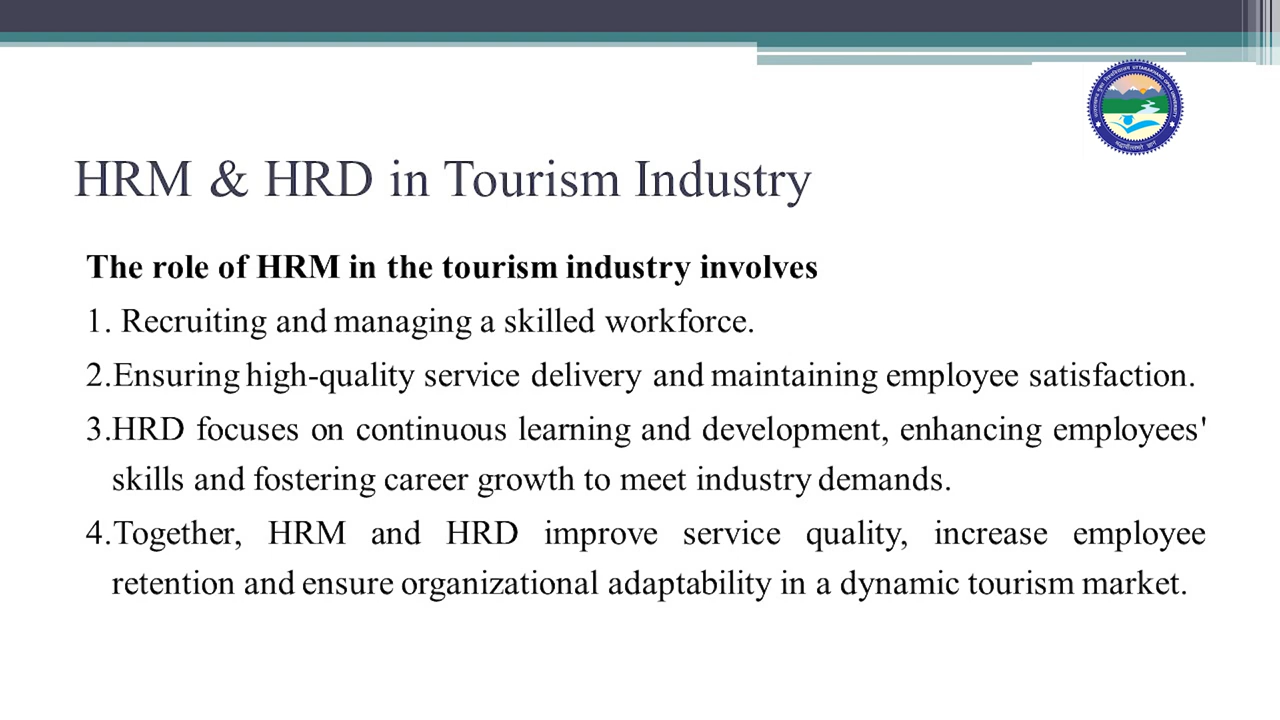 UTTARAKHAND OPEN UNIVERSITY
HRM & HRD in Tourism Industry
The role of HRM in the tourism industry involves
1. Recruiting and managing a skilled workforce.
2.Ensuring high-quality service delivery and maintaining employee satisfaction.
3.HRD focuses on continuous learning and development, enhancing employees'
skills and fostering career growth to meet industry demands.
4.Together, HRM and HRD improve service quality, increase employee
retention and ensure organizational adaptability in a dynamic tourism market.